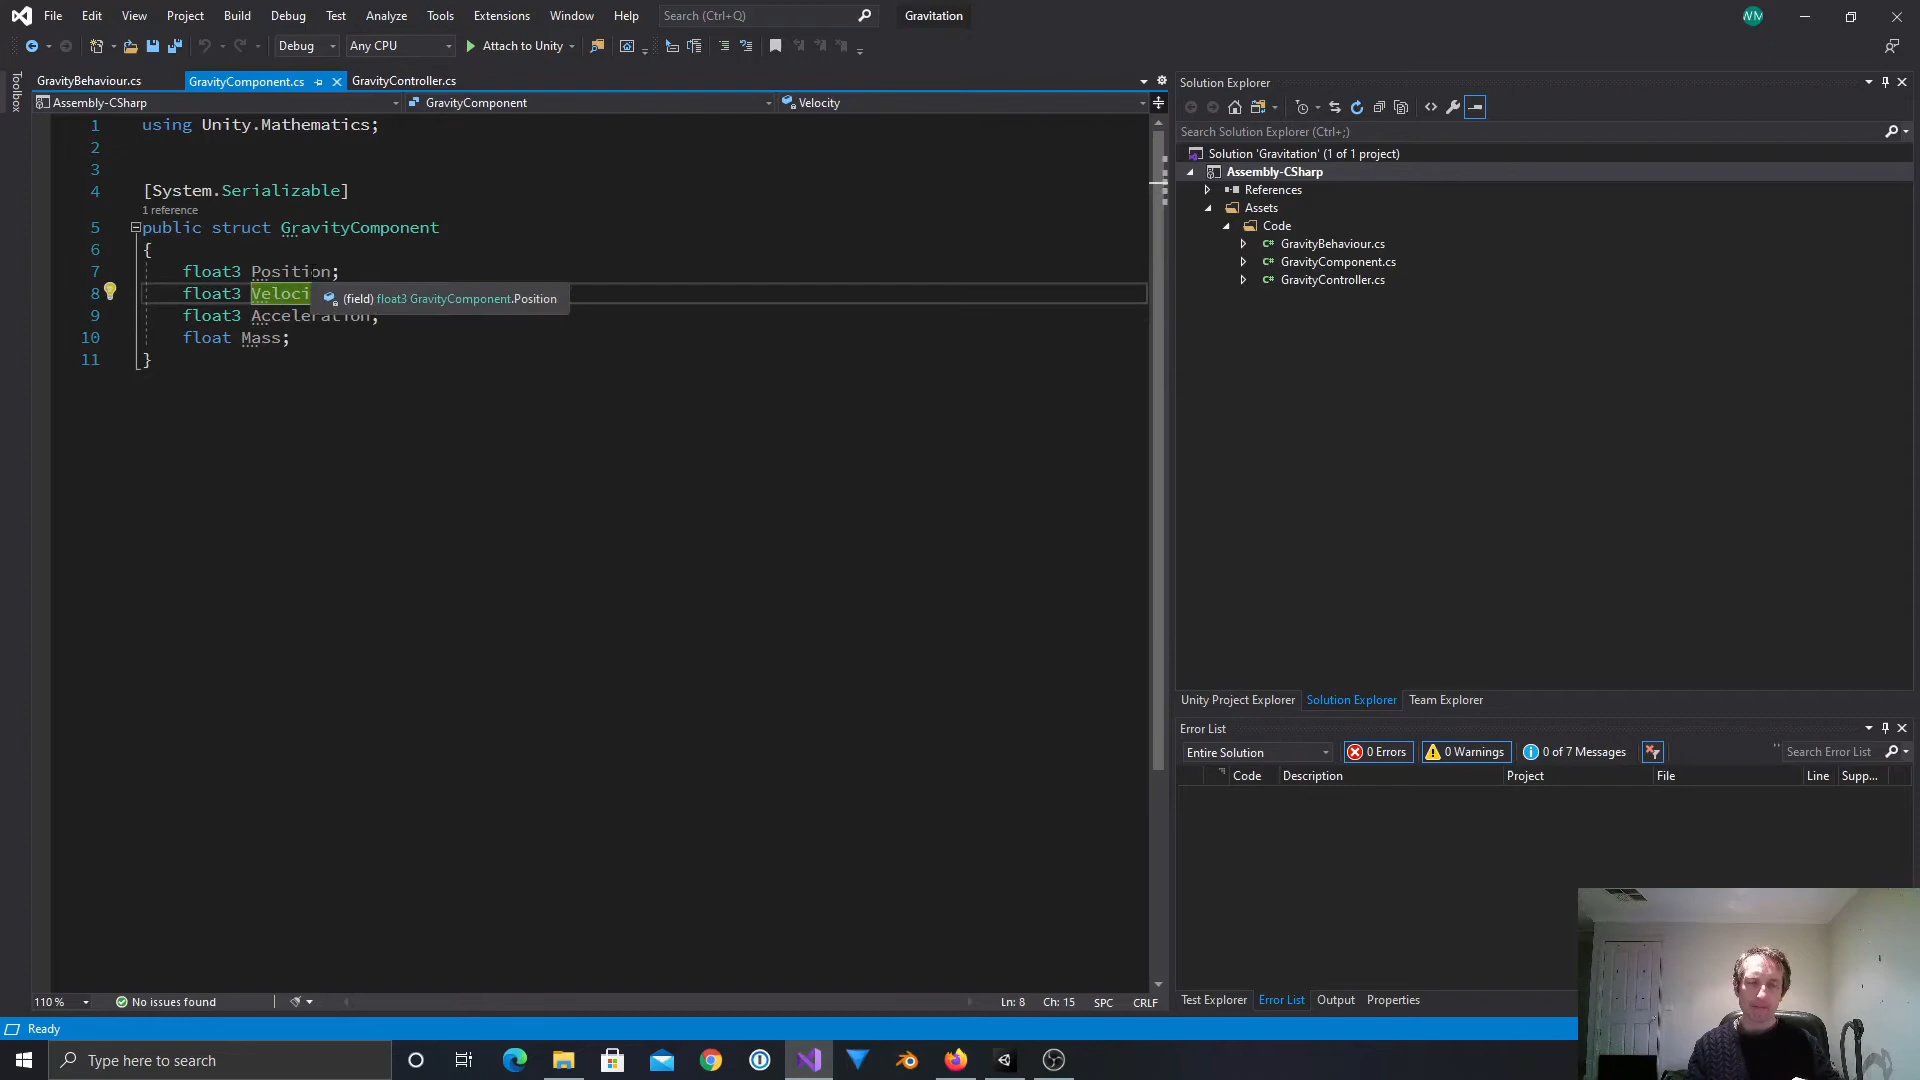 File Edit View Project Build Debug Test Analyze Tools Extensions Window Help Search (Ctrl+Q) Gravitation WM
Debug Any CPU Attach to Unity
Toolbox
GravityBehaviour.cs GravityComponent.cs GravityController.cs
Assembly-CSharp GravityComponent Velocity
1 using Unity.Mathematics;
2
3
4 [System.Serializable]
1 reference
5 public struct GravityComponent
6 {
7 float3 Position;
8 float3 Veloci
(field) float3 GravityComponent.Position
9 float3 Acceleration;
10 float Mass;
11 }
110 % No issues found Ln: 8 Ch: 15 SPC CRLF
Solution Explorer
Search Solution Explorer (Ctrl+;)
Solution 'Gravitation' (1 of 1 project)
Assembly-CSharp
References
Assets
Code
C# GravityBehaviour.cs
C# GravityComponent.cs
C# GravityController.cs
Unity Project Explorer Solution Explorer Team Explorer
Error List
Entire Solution 0 Errors 0 Warnings 0 of 7 Messages Search Error List
Code Description Project File Line Supp...
Test Explorer Error List Output Properties
Ready
Type here to search